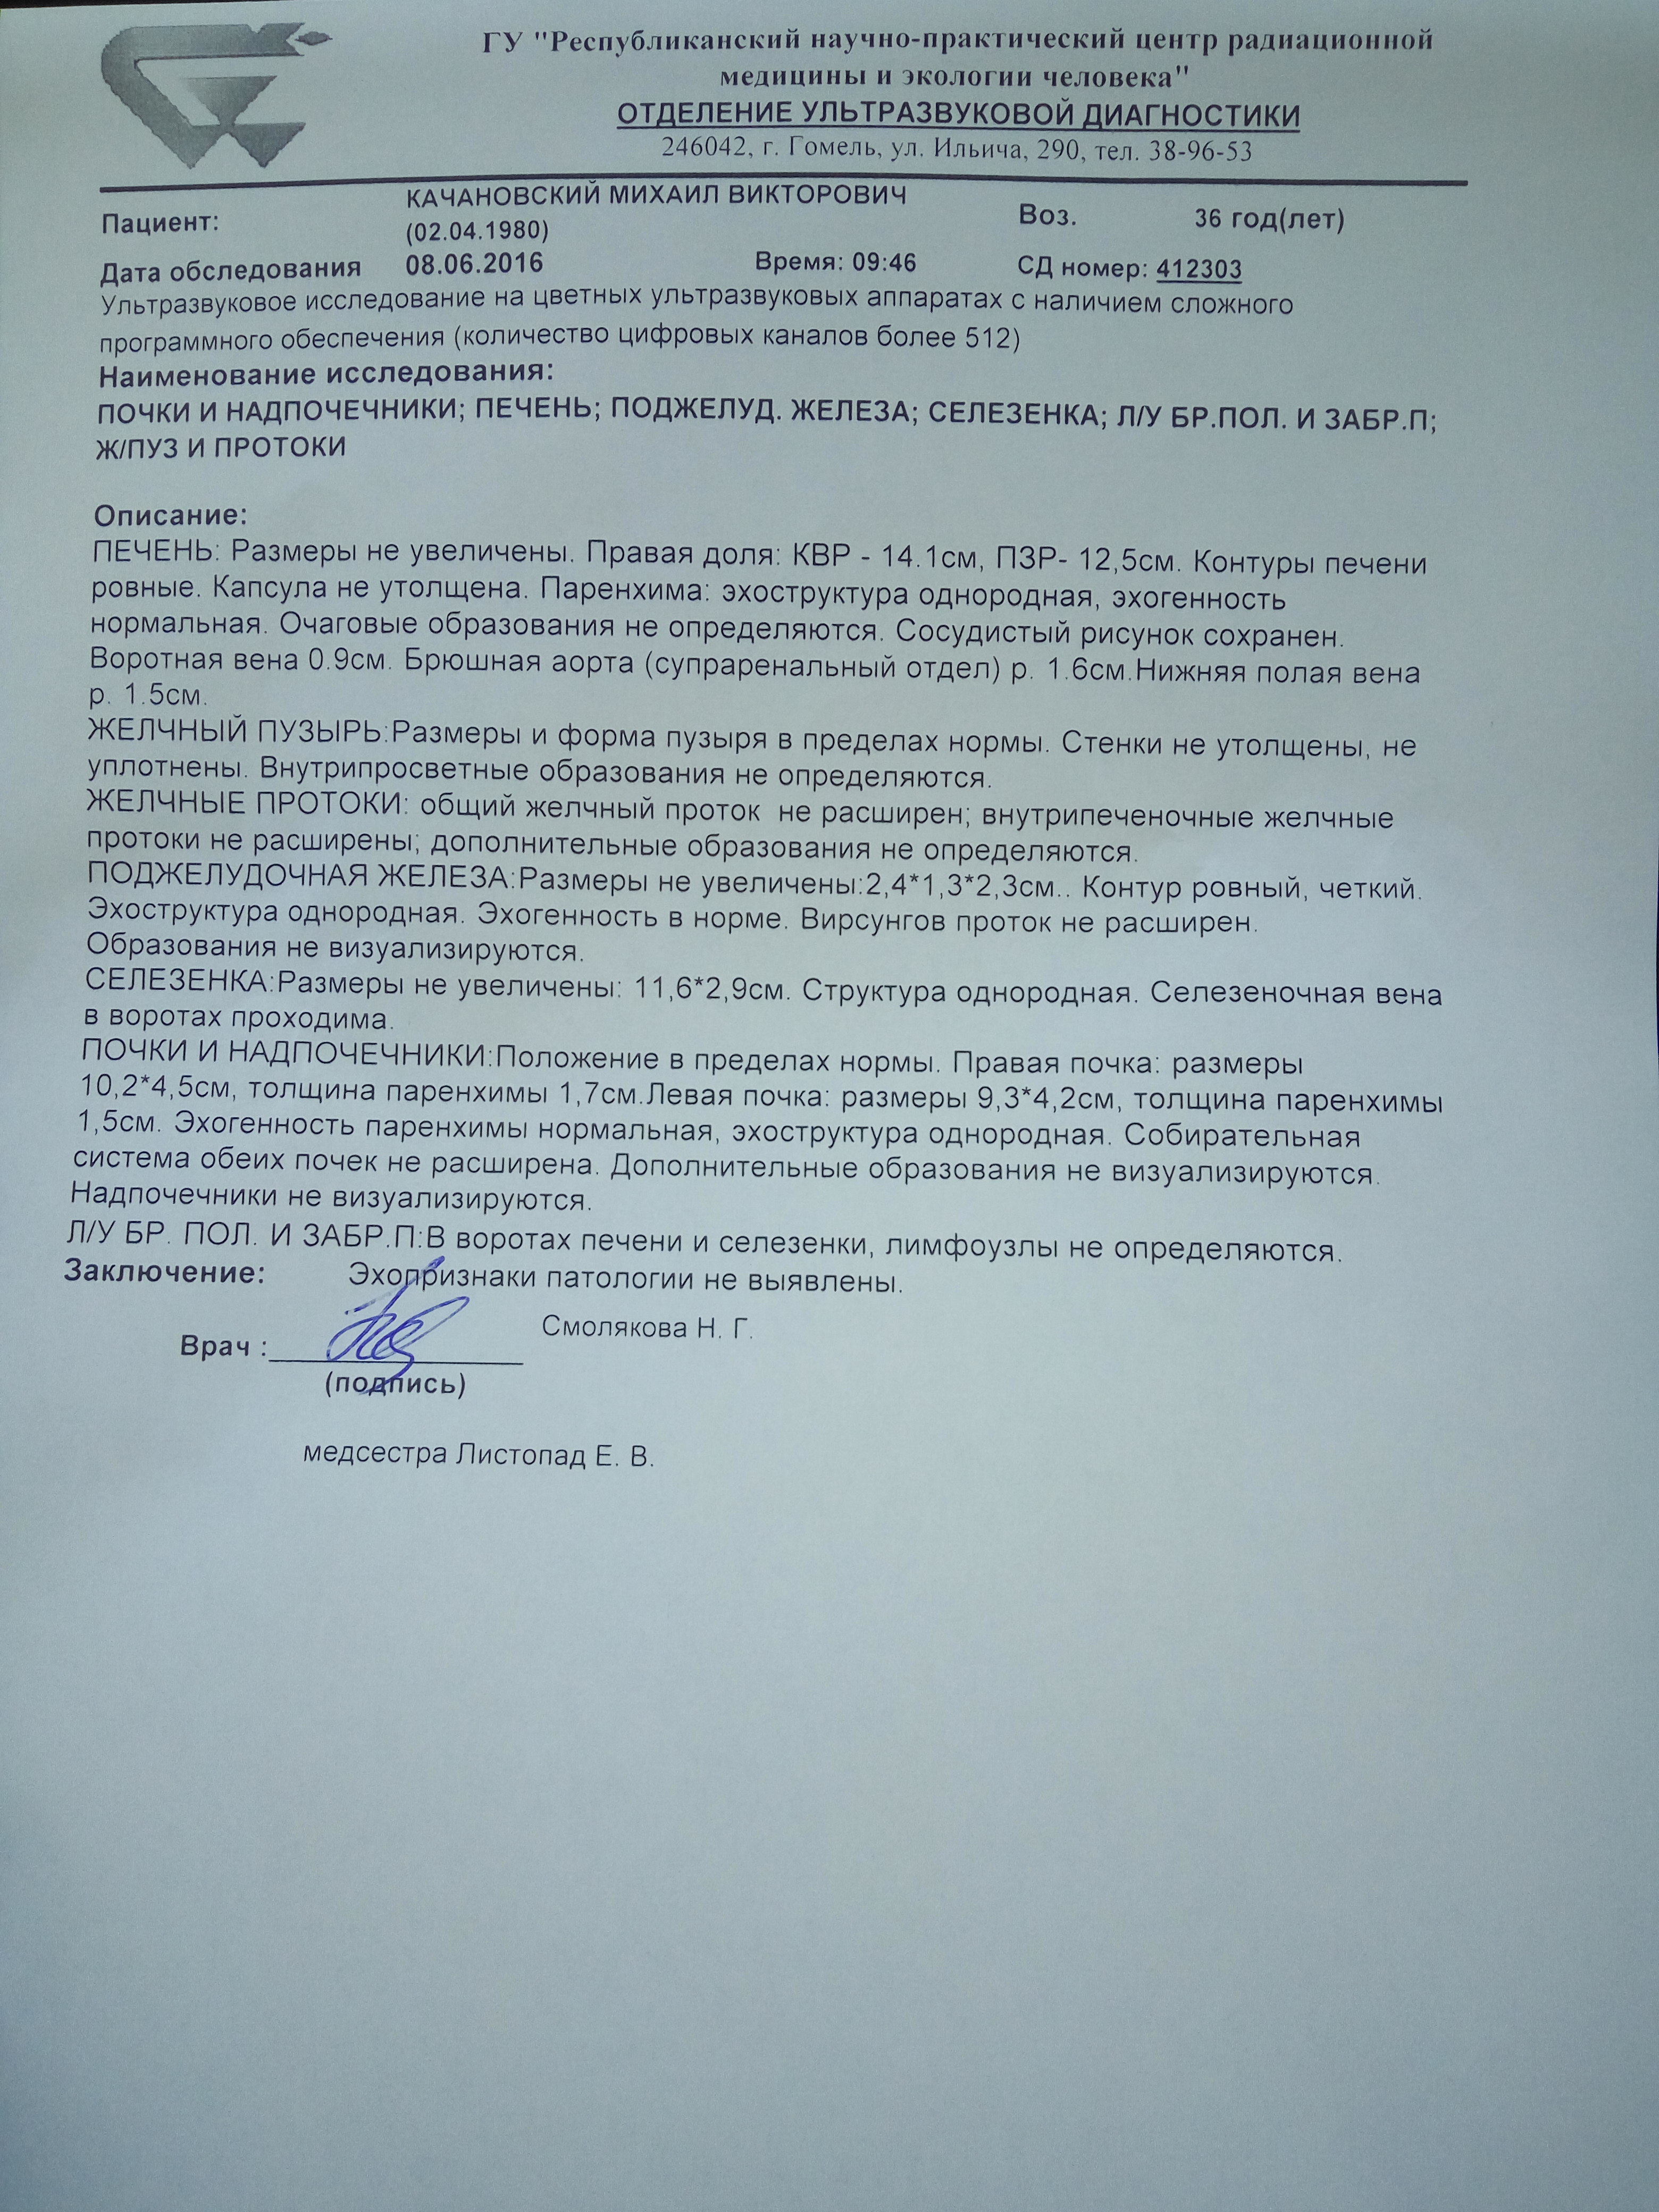 ГУ "Республиканский научно-практический центр радиационной
медицины и экологии человека"
ОТДЕЛЕНИЕ УЛЬТРАЗВУКОВОЙ ДИАГНОСТИКИ
246042, г. Гомель, ул. Ильича, 290, тел. 38-96-53
Пациент: КАЧАНОВСКИЙ МИХАИЛ ВИКТОРОВИЧ Воз. 36 год(лет)
(02.04.1980)
Дата обследования 08.06.2016 Время: 09:46 СД номер: 412303
Ультразвуковое исследование на цветных ультразвуковых аппаратах с наличием сложного
программного обеспечения (количество цифровых каналов более 512)
Наименование исследования:
ПОЧКИ И НАДПОЧЕЧНИКИ; ПЕЧЕНЬ; ПОДЖЕЛУД. ЖЕЛЕЗА; СЕЛЕЗЕНКА; Л/У БР.ПОЛ. И ЗАБР.П;
Ж/ПУЗ И ПРОТОКИ
Описание:
ПЕЧЕНЬ: Размеры не увеличены. Правая доля: КВР - 14.1см, ПЗР- 12,5см. Контуры печени
ровные. Капсула не утолщена. Паренхима: эхоструктура однородная, эхогенность
нормальная. Очаговые образования не определяются. Сосудистый рисунок сохранен.
Воротная вена 0.9см. Брюшная аорта (супраренальный отдел) р. 1.6см.Нижняя полая вена
р. 1.5см.
ЖЕЛЧНЫЙ ПУЗЫРЬ:Размеры и форма пузыря в пределах нормы. Стенки не утолщены, не
уплотнены. Внутрипросветные образования не определяются.
ЖЕЛЧНЫЕ ПРОТОКИ: общий желчный проток не расширен; внутрипеченочные желчные
протоки не расширены; дополнительные образования не определяются.
ПОДЖЕЛУДОЧНАЯ ЖЕЛЕЗА:Размеры не увеличены:2,4*1,3*2,3см.. Контур ровный, четкий.
Эхоструктура однородная. Эхогенность в норме. Вирсунгов проток не расширен.
Образования не визуализируются.
СЕЛЕЗЕНКА:Размеры не увеличены: 11,6*2,9см. Структура однородная. Селезеночная вена
в воротах проходима.
ПОЧКИ И НАДПОЧЕЧНИКИ:Положение в пределах нормы. Правая почка: размеры
10,2*4,5см, толщина паренхимы 1,7см.Левая почка: размеры 9,3*4,2см, толщина паренхимы
1,5см. Эхогенность паренхимы нормальная, эхоструктура однородная. Собирательная
система обеих почек не расширена. Дополнительные образования не визуализируются.
Надпочечники не визуализируются.
Л/У БР. ПОЛ. И ЗАБР.П:В воротах печени и селезенки, лимфоузлы не определяются.
Заключение: Эхопризнаки патологии не выявлены.
Врач : Смолякова Н. Г.
(подпись)
медсестра Листопад Е. В.